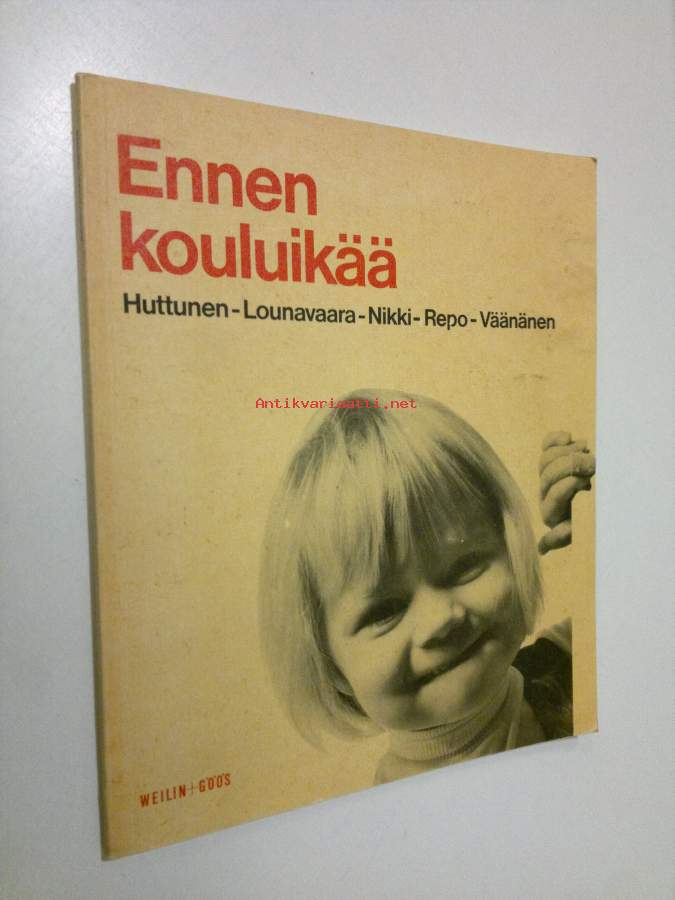 Ennen
kouluikää
Huttunen-Lounavaara-Nikki-Repo-Väänänen
Antikvariaatti.net
WEILIN+GÖÖS